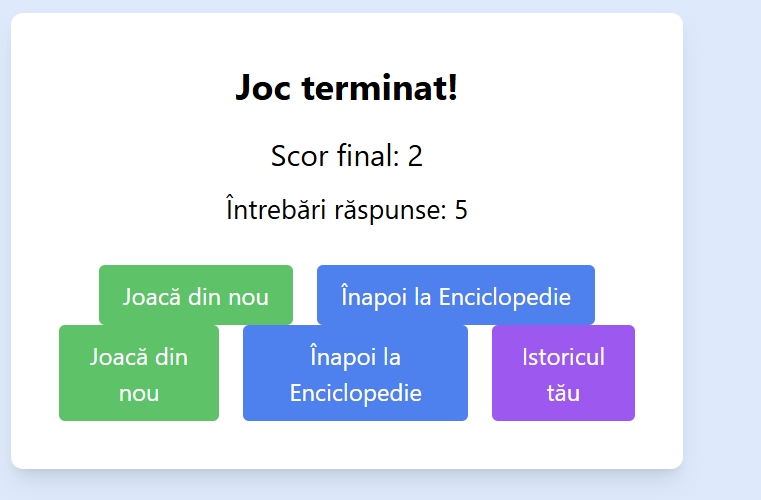 Joc terminat!
Scor final: 2
Întrebări răspunse: 5
Joacă din nou Înapoi la Enciclopedie
Joacă din Înapoi la Istoricul
nou Enciclopedie tău